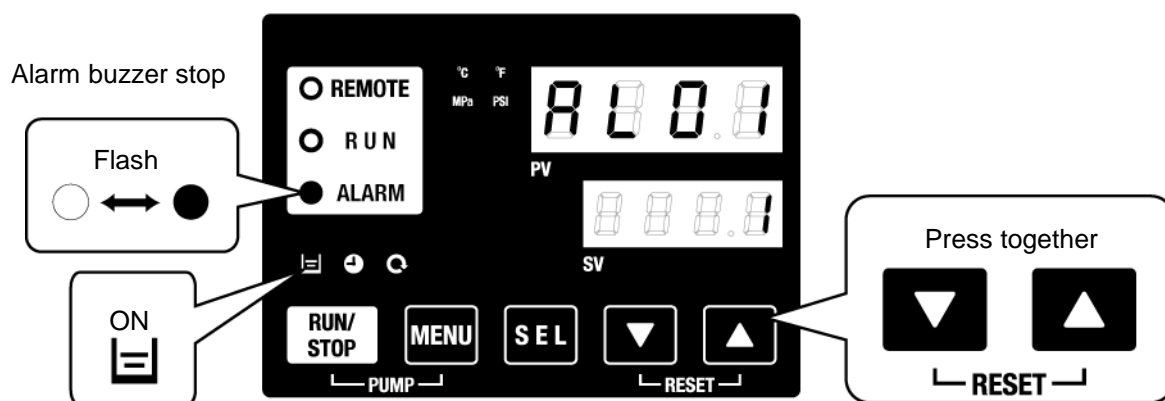 Alarm buzzer stop
Flash
ON
REMOTE
RUN
ALARM
°C °F
MPa PSI
AL01
PV
1
SV
RUN/
STOP
MENU
SEL
PUMP
RESET
Press together
RESET